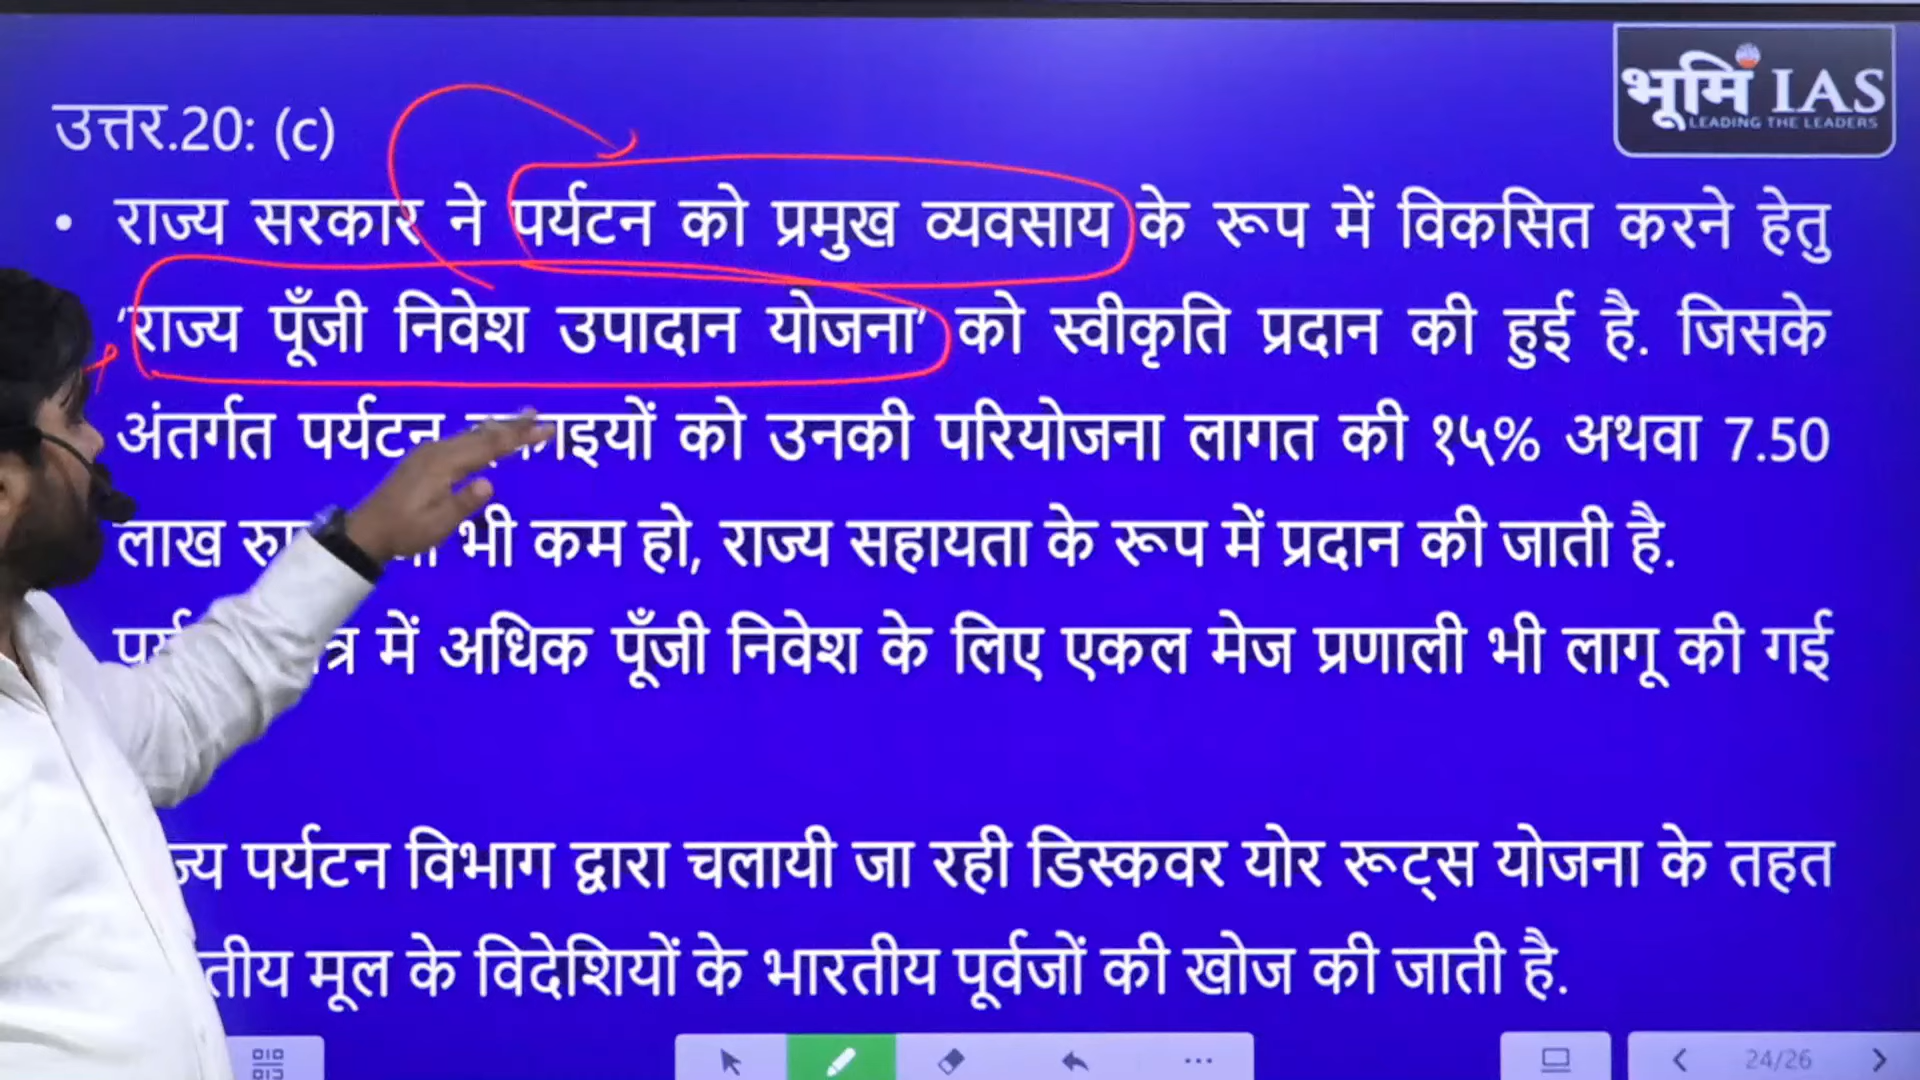 भूमि IAS
LEADING THE LEADERS
उत्तर.20: (c)
• राज्य सरकार ने पर्यटन को प्रमुख व्यवसाय के रूप में विकसित करने हेतु
'राज्य पूँजी निवेश उपादान योजना' को स्वीकृति प्रदान की हुई है. जिसके
अंतर्गत पर्यटन को उनकी परियोजना लागत की १५% अथवा 7.50
लाख भी कम हो, राज्य सहायता के रूप में प्रदान की जाती है.
में अधिक पूँजी निवेश के लिए एकल मेज प्रणाली भी लागू की गई
पर्यटन विभाग द्वारा चलायी जा रही डिस्कवर योर रूट्स योजना के तहत
मूल के विदेशियों के भारतीय पूर्वजों की खोज की जाती है.
24/26